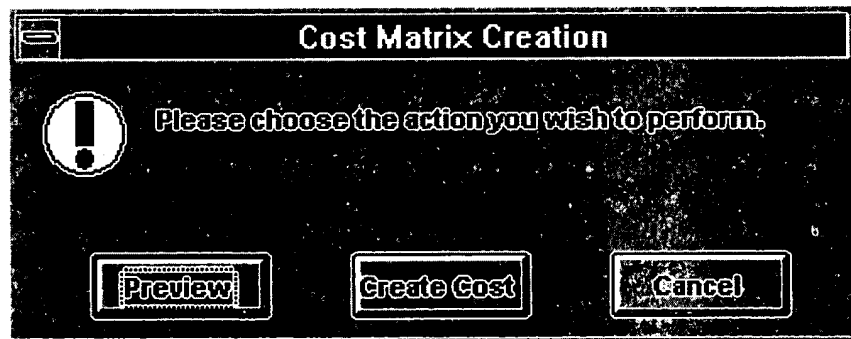 Cost Matrix Creation
Please choose the action you wish to perform.
Preview Create Cost Cancel